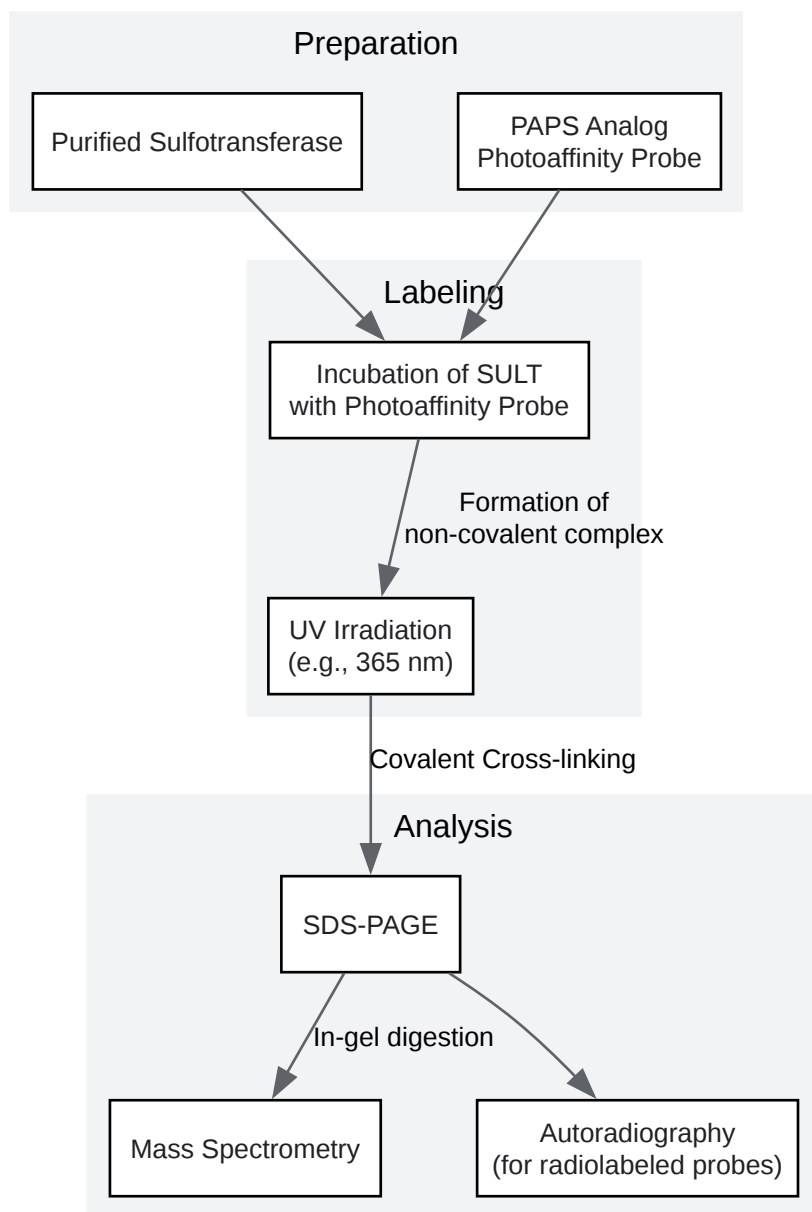 Preparation
Purified Sulfotransferase
PAPS Analog
Photoaffinity Probe
Labeling
Incubation of SULT
with Photoaffinity Probe
Formation of
non-covalent complex
UV Irradiation
(e.g., 365 nm)
Covalent Cross-linking
Analysis
SDS-PAGE
In-gel digestion
Mass Spectrometry
Autoradiography
(for radiolabeled probes)